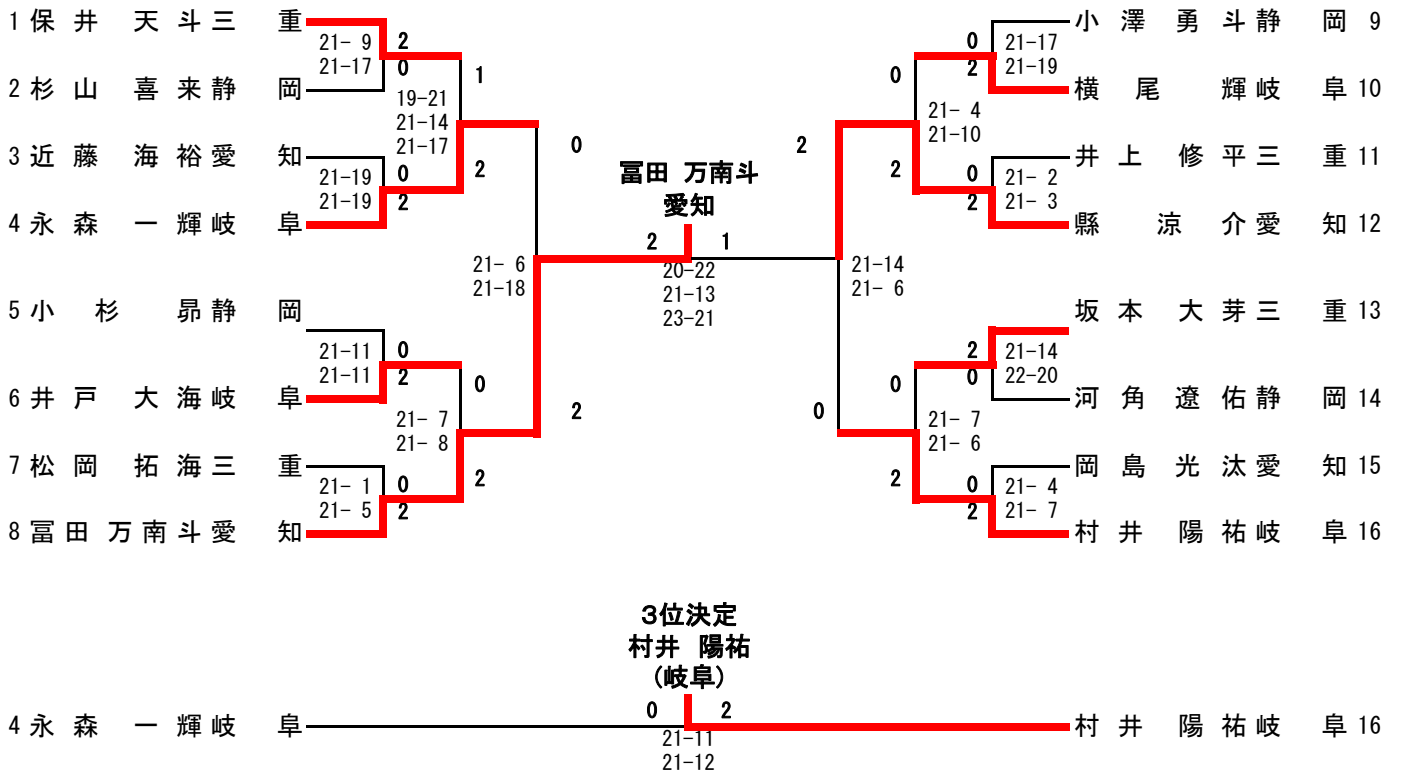 1 保井 天斗 三重
21- 9 2
21-17 0
2 杉山 喜来 静岡
1
19-21
21-14
21-17
2
3 近藤 海裕 愛知
21-19 0
21-19 2
4 永森 一輝 岐阜
0
21- 6
21-18
2
5 小杉 昴 静岡
21-11 0
21-11 2
6 井戸 大海 岐阜
0
21- 7
21- 8
2
7 松岡 拓海 三重
21- 1 0
21- 5 2
8 冨田 万南斗 愛知
冨田 万南斗
愛知
2 1
20-22
21-13
23-21
小澤 勇斗 静岡 9
0 21-17
2 21-19
横尾 輝 岐阜 10
0
21- 4
21-10
2
井上 修平 三重 11
0 21- 2
2 21- 3
縣 涼介 愛知 12
2
21-14
21- 6
0
坂本 大芽 三重 13
2 21-14
0 22-20
河角 遼佑 静岡 14
0
21- 7
21- 6
2
岡島 光汰 愛知 15
0 21- 4
2 21- 7
村井 陽祐 岐阜 16
3位決定
村井 陽祐
(岐阜)
4 永森 一輝 岐阜
0 2
21-11
21-12
村井 陽祐 岐阜 16